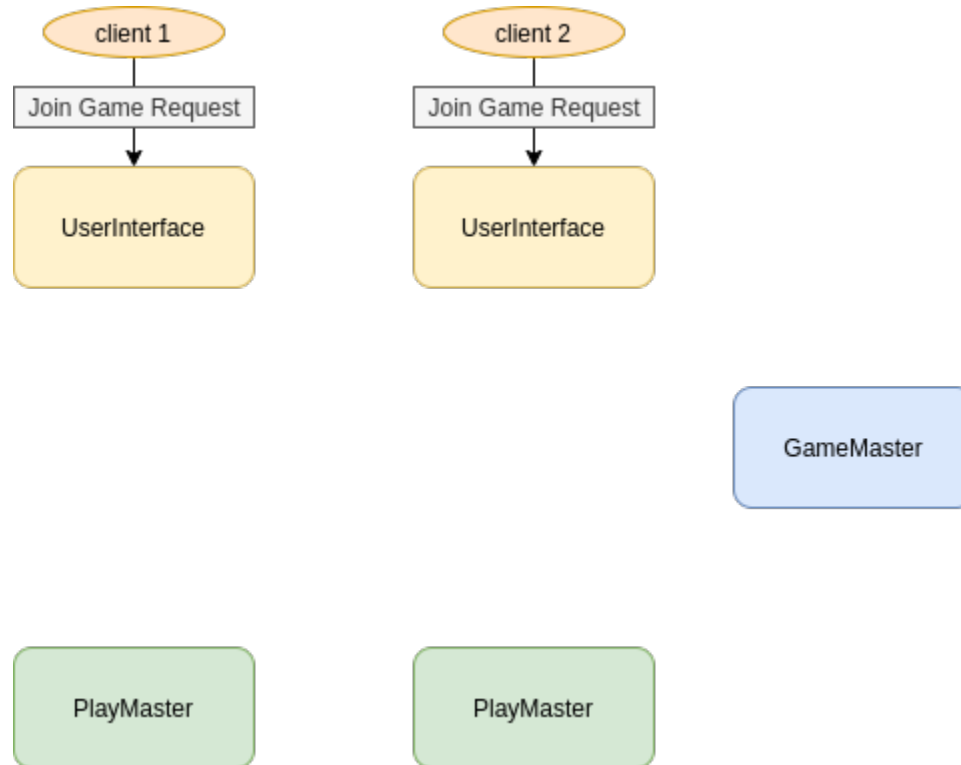 client 1
client 2
Join Game Request
Join Game Request
UserInterface
UserInterface
GameMaster
PlayMaster
PlayMaster